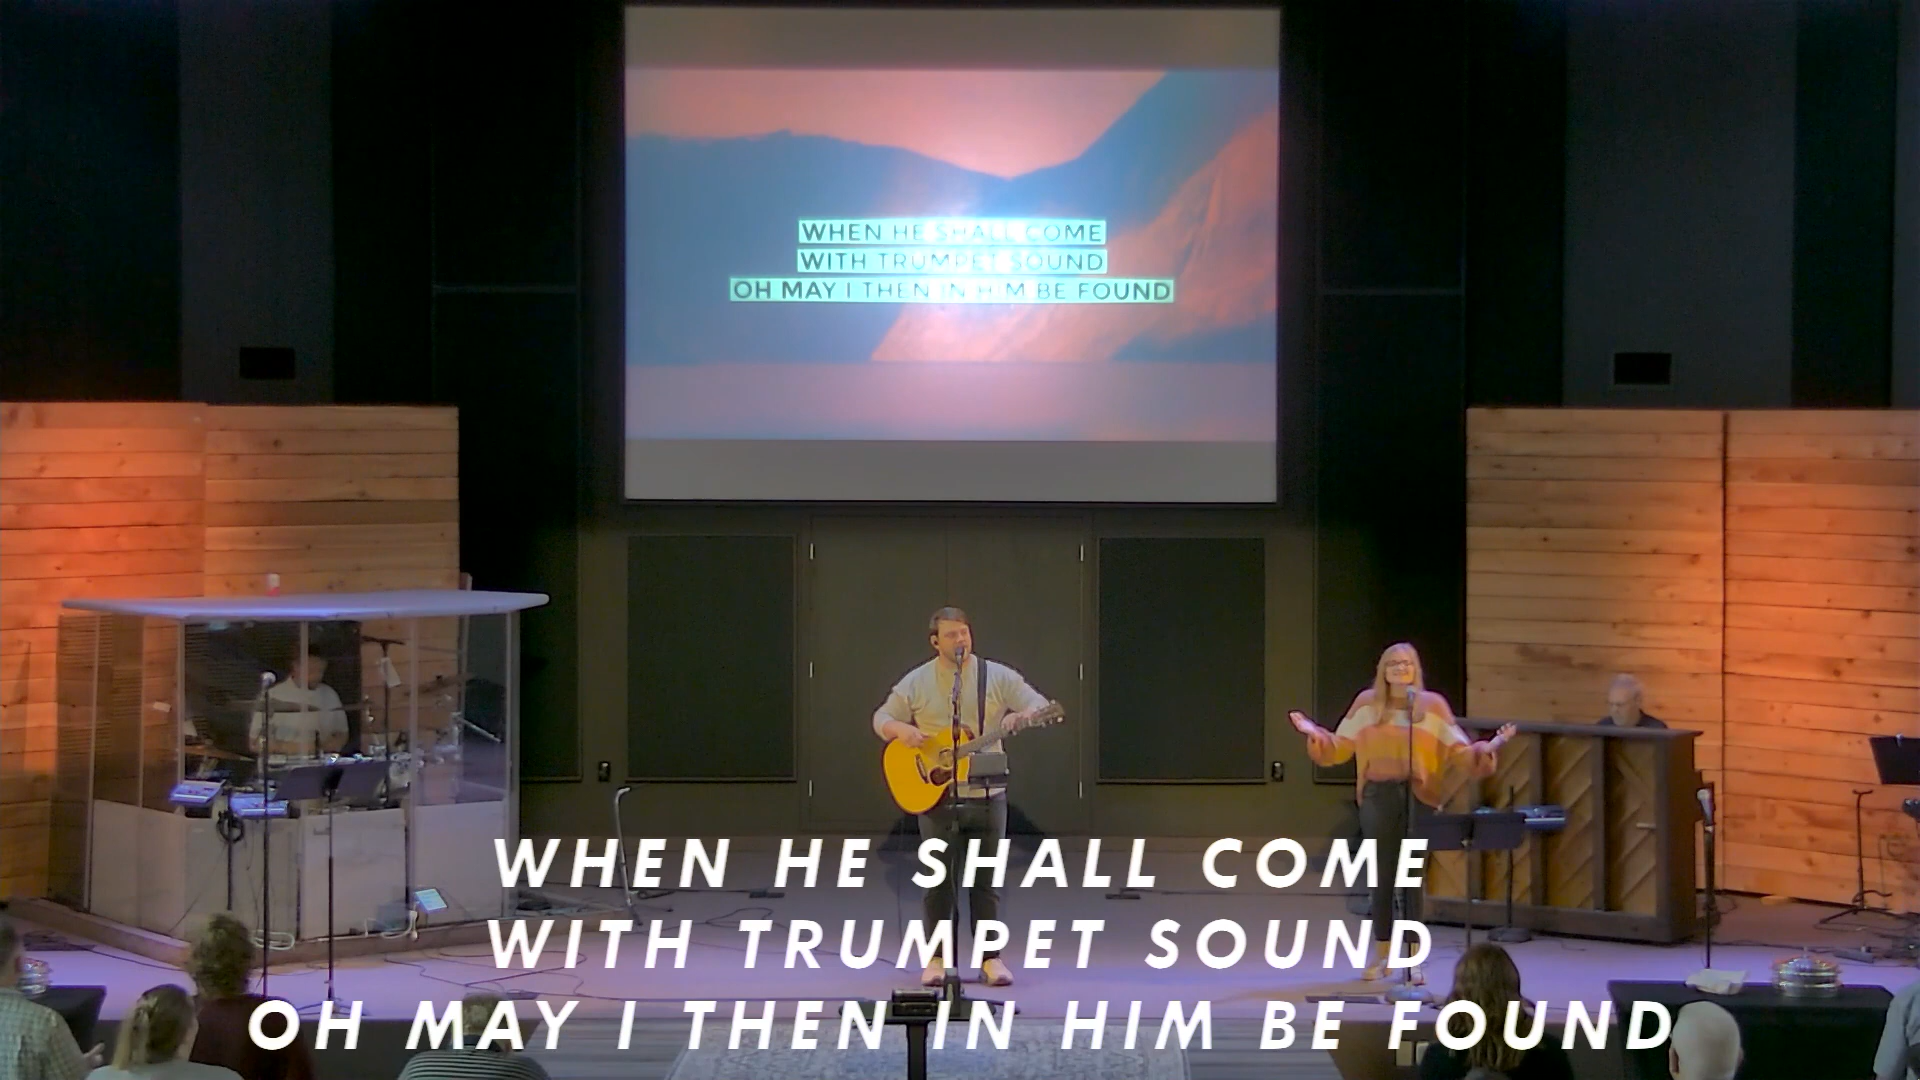 WHEN HE SHALL COME
WITH TRUMPET SOUND
OH MAY I THEN IN HIM BE FOUND
WHEN HE SHALL COME
WITH TRUMPET SOUND
OH MAY I THEN IN HIM BE FOUND